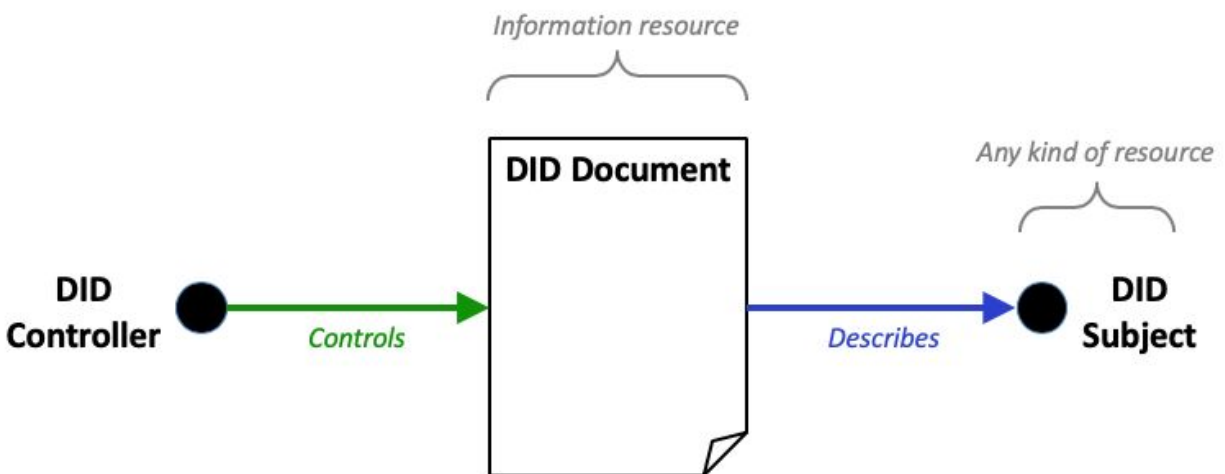 Information resource
DID Document
Any kind of resource
DID
Controller
Controls
Describes
DID
Subject